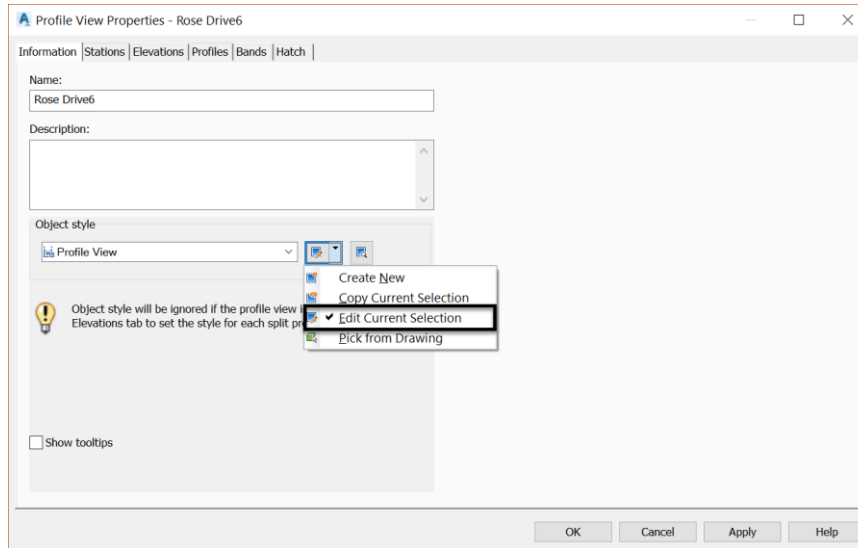 Profile View Properties - Rose Drive6
Information Stations Elevations Profiles Bands Hatch
Name:
Rose Drive6
Description:
Object style
Profile View
Create New
Copy Current Selection
Edit Current Selection
Pick from Drawing
Object style will be ignored if the profile view i
Elevations tab to set the style for each split pr
Show tooltips
OK Cancel Apply Help